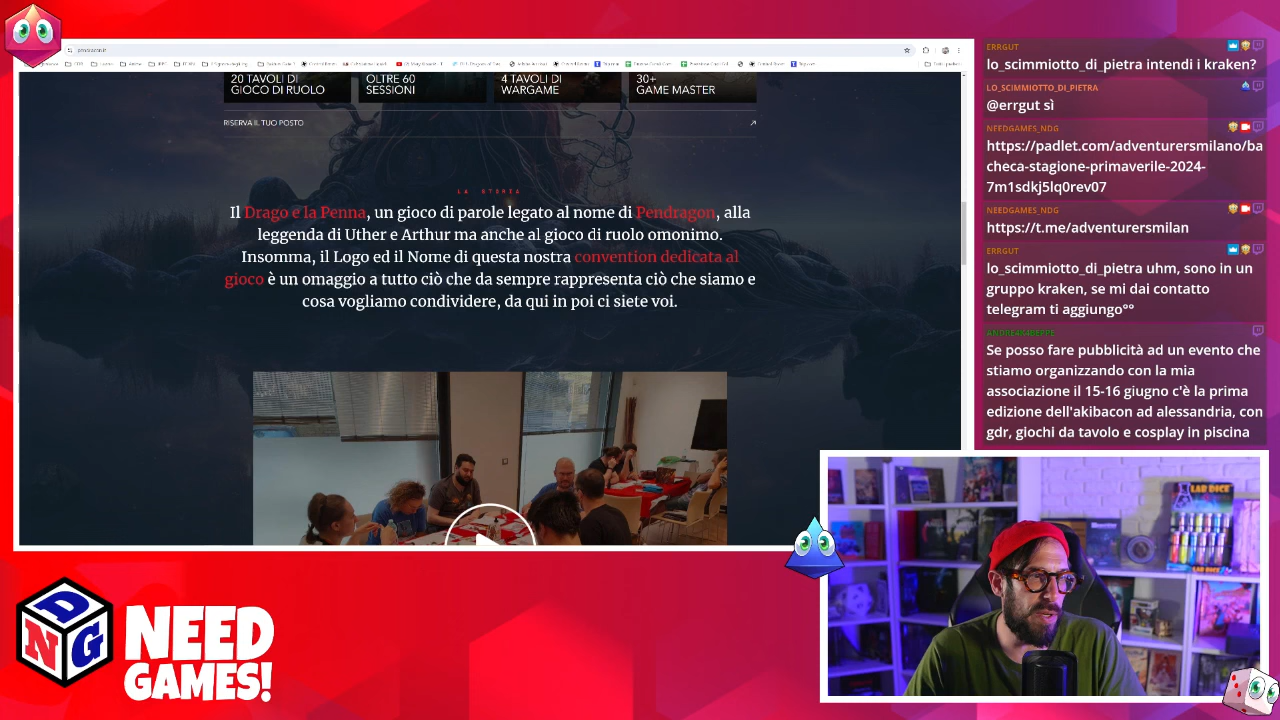 20 TAVOLI DI
GIOCO DI RUOLO
OLTRE 60
SESSIONI
4 TAVOLI DI
WARGAME
30+
GAME MASTER
RISERVA IL TUO POSTO
LA STORIA
Il Drago e la Penna, un gioco di parole legato al nome di Pendragon, alla
leggenda di Uther e Arthur ma anche al gioco di ruolo omonimo.
Insomma, il Logo ed il Nome di questa nostra convention dedicata al
gioco è un omaggio a tutto ciò che da sempre rappresenta ciò che siamo e
cosa vogliamo condividere, da qui in poi ci siete voi.
ERRGUT
lo_scimmiotto_di_pietra intendi i kraken?
LO_SCIMMIOTTO_DI_PIETRA
@errgut sì
NEEDGAMES_NDG
https://padlet.com/adventurersmilano/ba
checa-stagione-primaverile-2024-
7m1sdkj5lq0rev07
NEEDGAMES_NDG
https://t.me/adventurersmilan
ERRGUT
lo_scimmiotto_di_pietra uhm, sono in un
gruppo kraken, se mi dai contatto
telegram ti aggiungo°°
Se posso fare pubblicità ad un evento che
stiamo organizzando con la mia
associazione il 15-16 giugno c'è la prima
edizione dell'akibacon ad alessandria, con
gdr, giochi da tavolo e cosplay in piscina
LAB DICE
LAB DICE
D
N G
NEED
GAMES!